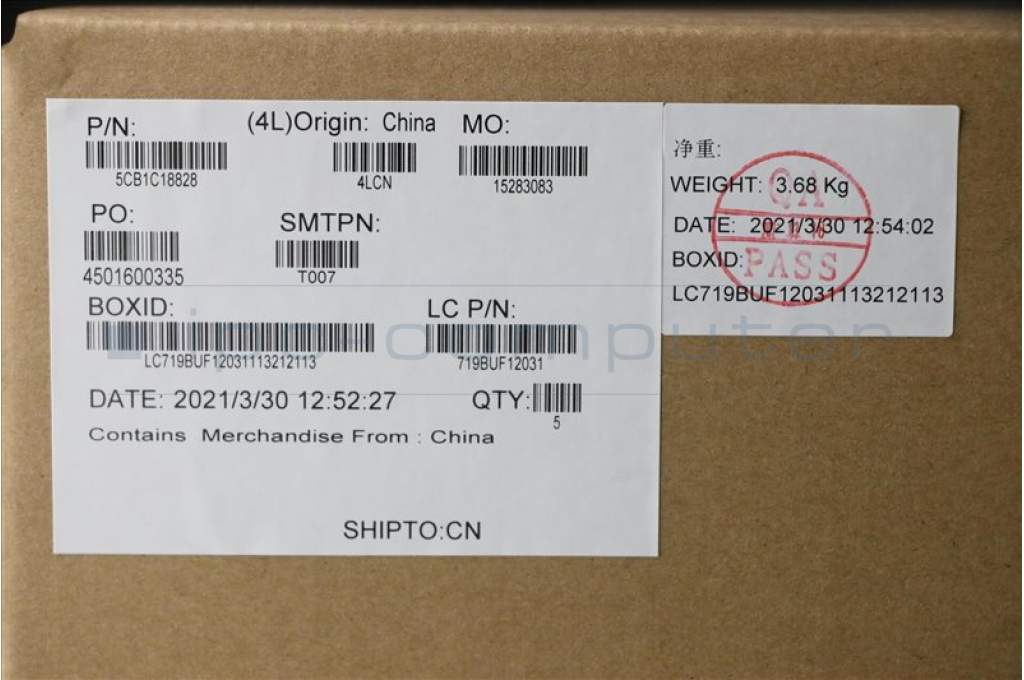 P/N: (4L)Origin: China MO:
5CB1C18828 4LCN 15283083
PO: SMTPN:
4501600335 T007
BOXID: LC P/N:
LC719BUF12031113212113 719BUF12031
DATE: 2021/3/30 12:52:27 QTY:
5
Contains Merchandise From : China
SHIPTO:CN
净重:
WEIGHT: 3.68 Kg
DATE: 2021/3/30 12:54:02
BOXID:
LC719BUF12031113212113
QA
PASS
ipc-computer